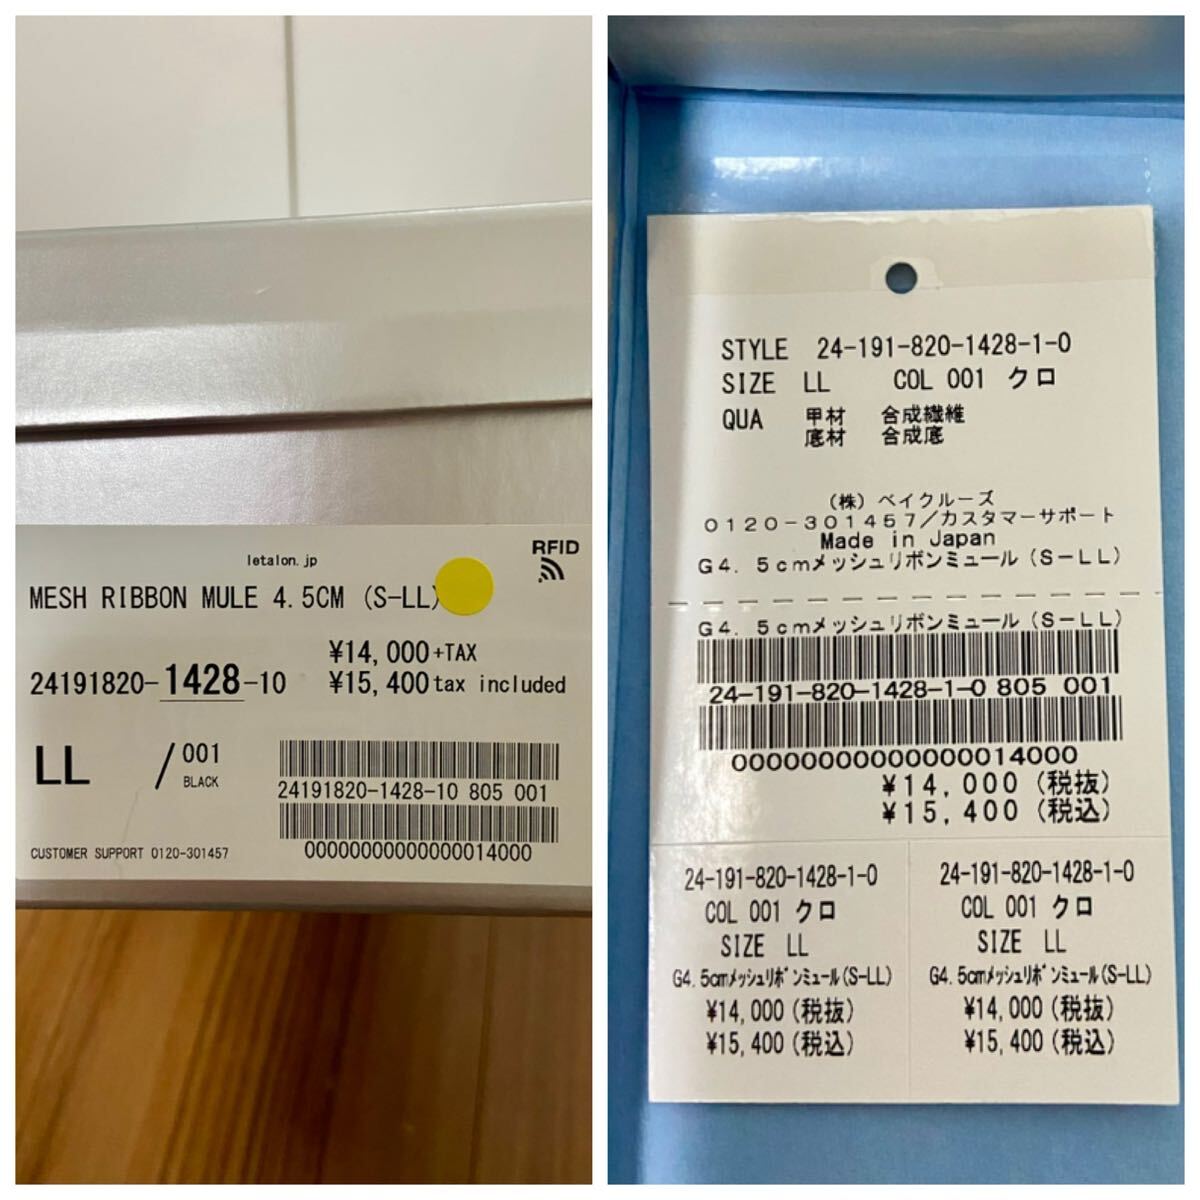 letalon.jp
RFID
MESH RIBBON MULE 4.5CM (S-LL)
¥14,000+TAX
24191820-1428-10
¥15,400 tax included
LL / 001
BLACK
24191820-1428-10 805 001
CUSTOMER SUPPORT 0120-301457
00000000000000014000
STYLE 24-191-820-1428-1-0
SIZE LL COL 001 クロ
QUA 甲材 合成繊維
底材 合成底
(株) ベイクルーズ
0120-301457/カスタマーサポート
Made in Japan
G4.5cmメッシュリボンミュール(S-LL)
G4.5cmメッシュリボンミュール(S-LL)
24-191-820-1428-1-0 805 001
00000000000000014000
¥14,000 (税抜)
¥15,400 (税込)
24-191-820-1428-1-0
COL 001 クロ
SIZE LL
G4.5cmメッシュリボンミュール(S-LL)
¥14,000 (税抜)
¥15,400 (税込)
24-191-820-1428-1-0
COL 001 クロ
SIZE LL
G4.5cmメッシュリボンミュール(S-LL)
¥14,000 (税抜)
¥15,400 (税込)